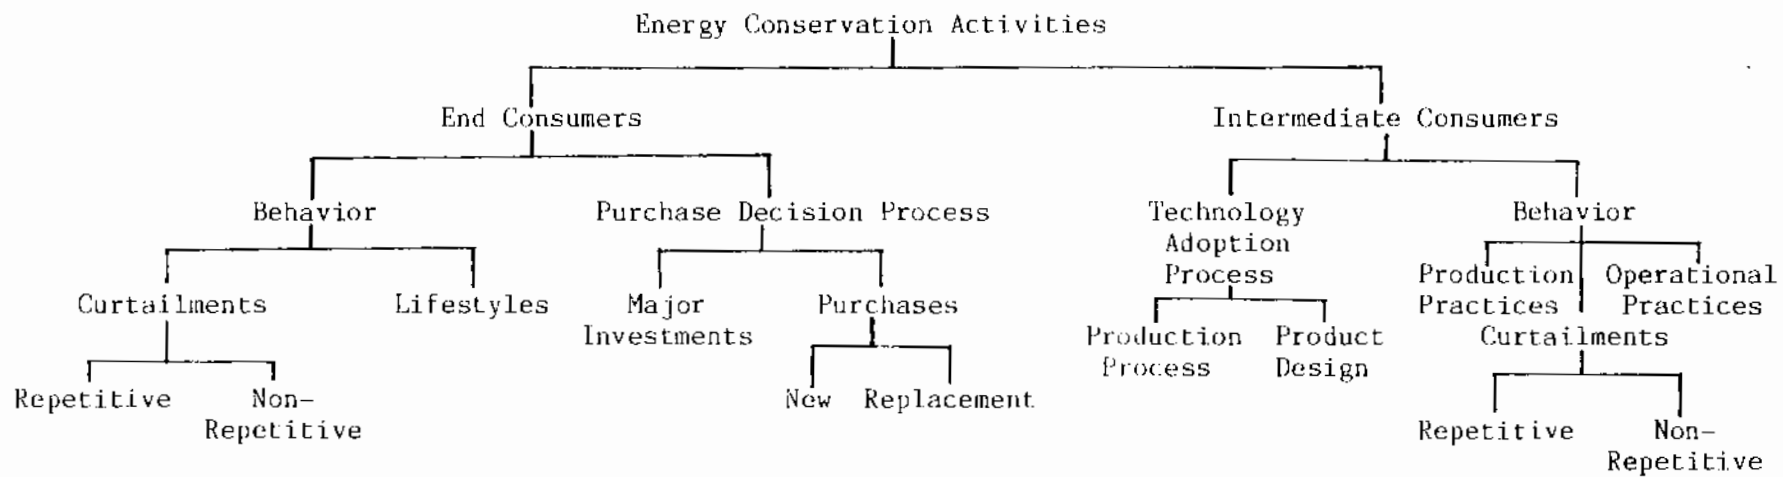 Energy Conservation Activities
End Consumers
Intermediate Consumers
Behavior
Purchase Decision Process
Technology
Adoption
Process
Behavior
Curtailments
Lifestyles
Major
Investments
Purchases
Production
Process
Product
Design
Production
Practices
Operational
Practices
Curtailments
Repetitive
Non-
Repetitive
New
Replacement
Repetitive
Non-
Repetitive